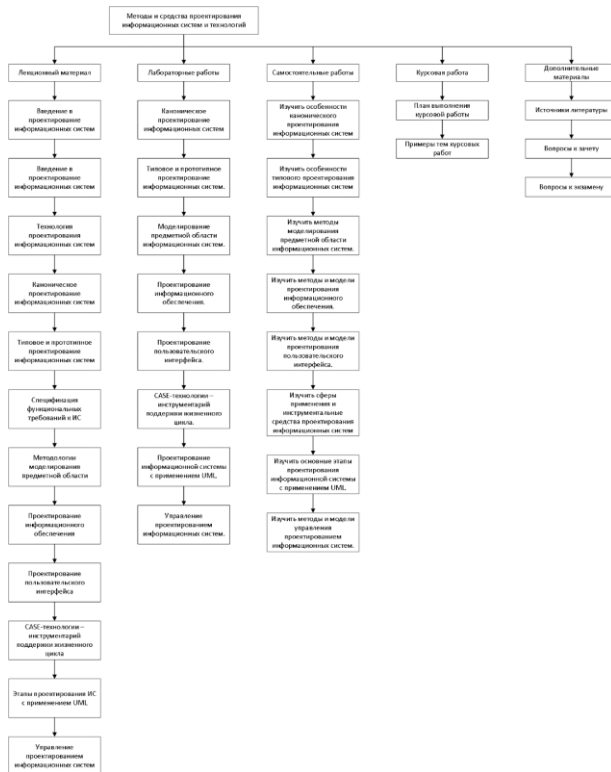 Методы и средства проектирования
информационных систем и технологий
Лекционный материал
Введение в
проектирование
информационных систем
Введение в
проектирование
информационных систем
Технология
проектирования
информационных систем
Каноническое
проектирование
информационных систем
Типовое и прототипное
проектирование
информационных систем
Спецификация
функциональных
требований к ИС
Методологии
моделирования
предметной области
Проектирование
информационного
обеспечения
Проектирование
пользовательского
интерфейса
CASE-технологии –
инструментарий
поддержки жизненного
цикла
Этапы проектирования ИС
с применением UML
Управление
проектированием
информационных систем
Лабораторные работы
Каноническое
проектирование
информационных систем
Типовое и прототипное
проектирование
информационных систем.
Моделирование
предметной области
информационных систем.
Проектирование
информационного
обеспечения.
Проектирование
пользовательского
интерфейса.
CASE-технологии –
инструментарий
поддержки жизненного
цикла.
Проектирование
информационной системы
с применением UML.
Управление
проектированием
информационных систем.
Самостоятельные работы
Изучить особенности
канонического
проектирования
информационных систем
Изучить особенности
типового проектирования
информационных систем
Изучить методы
моделирования
предметной области
информационных систем.
Изучить методы и модели
проектирования
информационного
обеспечения.
Изучить методы и модели
проектирования
пользовательского
интерфейса.
Изучить сферы
применения и
инструментальные
средства проектирования
информационных систем
Изучить основные этапы
проектирования
информационной системы
с применением UML.
Изучить методы и модели
управления
проектированием
информационных систем.
Курсовая работа
План выполнения
курсовой работы
Примеры тем курсовых
работ
Дополнительные
материалы
Источники литературы
Вопросы к зачету
Вопросы к экзамену